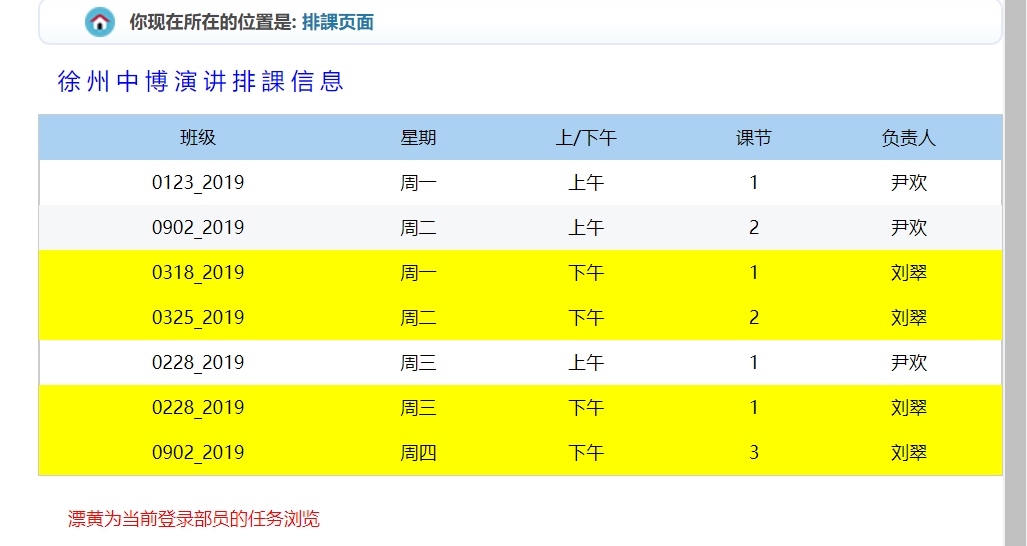 你现在所在的位置是: 排課页面
徐州中博演讲排課信息
班级 星期 上/下午 课节 负责人
0123_2019 周一 上午 1 尹欢
0902_2019 周二 上午 2 尹欢
0318_2019 周一 下午 1 刘翠
0325_2019 周二 下午 2 刘翠
0228_2019 周三 上午 1 尹欢
0228_2019 周三 下午 1 刘翠
0902_2019 周四 下午 3 刘翠
漂黄为当前登录部员的任务浏览